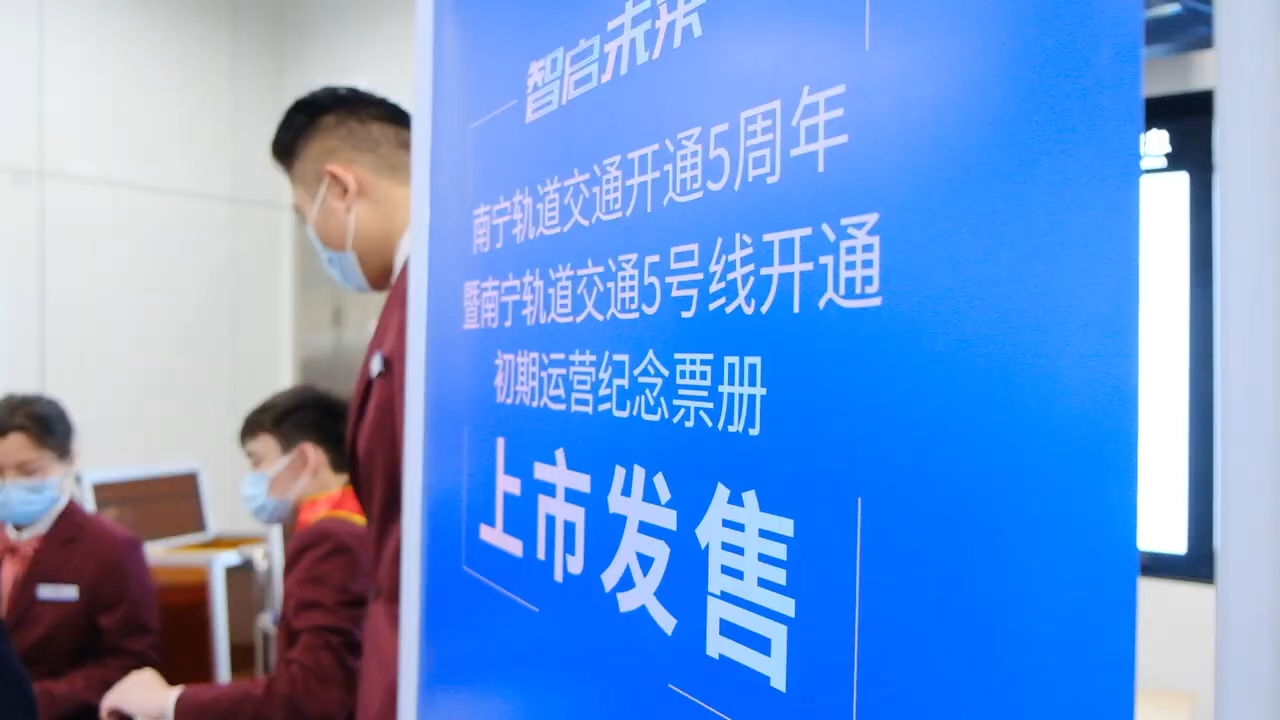 智启未来
南宁轨道交通开通5周年
暨南宁轨道交通5号线开通
初期运营纪念票册
上市发售